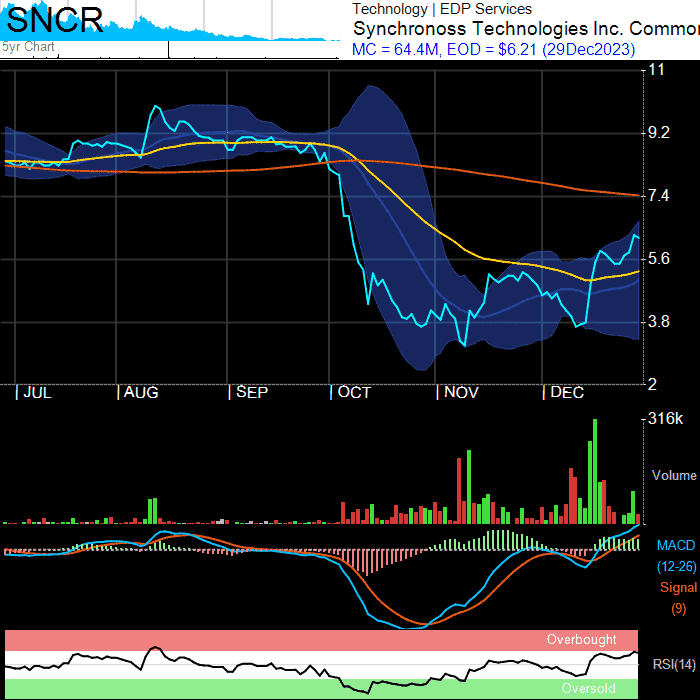 SNCR
5yr Chart
Technology | EDP Services
Synchronoss Technologies Inc. Common
MC = 64.4M, EOD = $6.21 (29Dec2023)
11
9.2
7.4
5.6
3.8
2
JUL AUG SEP OCT NOV DEC
316k
Volume
MACD
(12-26)
Signal
(9)
Overbought
RSI(14)
Oversold